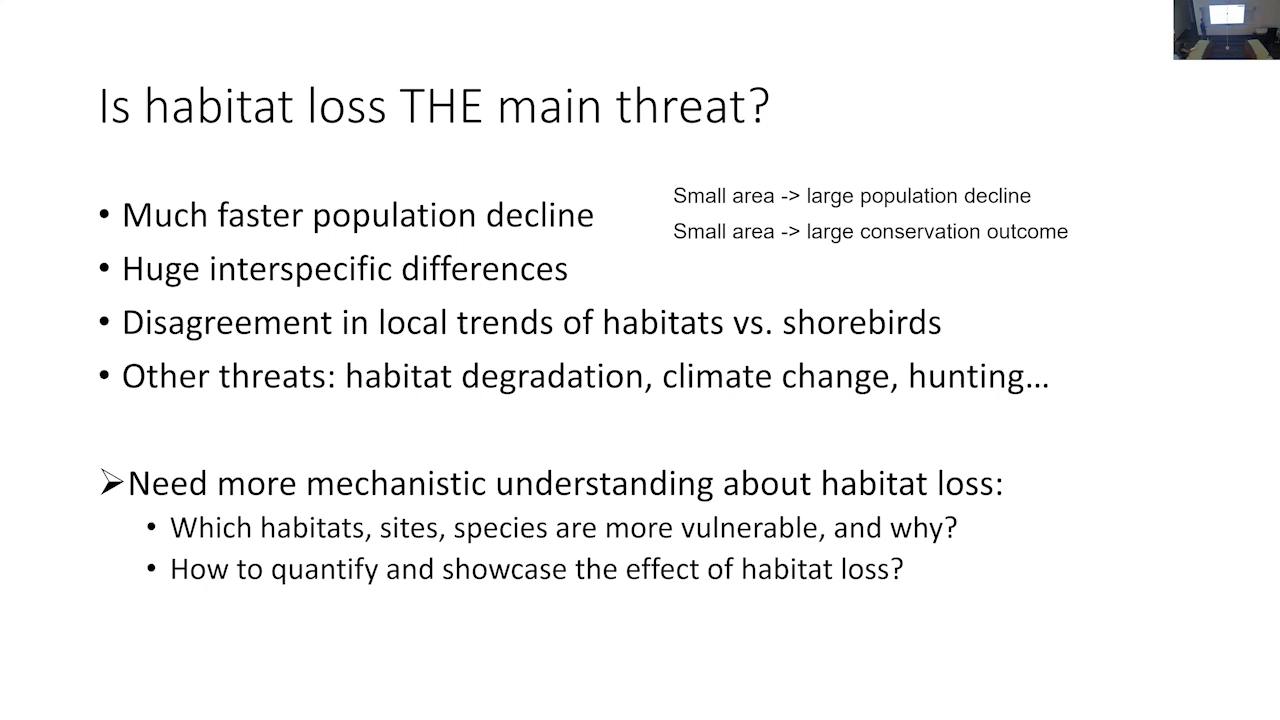 Is habitat loss THE main threat?
• Much faster population decline
Small area -> large population decline
Small area -> large conservation outcome
• Huge interspecific differences
• Disagreement in local trends of habitats vs. shorebirds
• Other threats: habitat degradation, climate change, hunting…
➢Need more mechanistic understanding about habitat loss:
• Which habitats, sites, species are more vulnerable, and why?
• How to quantify and showcase the effect of habitat loss?